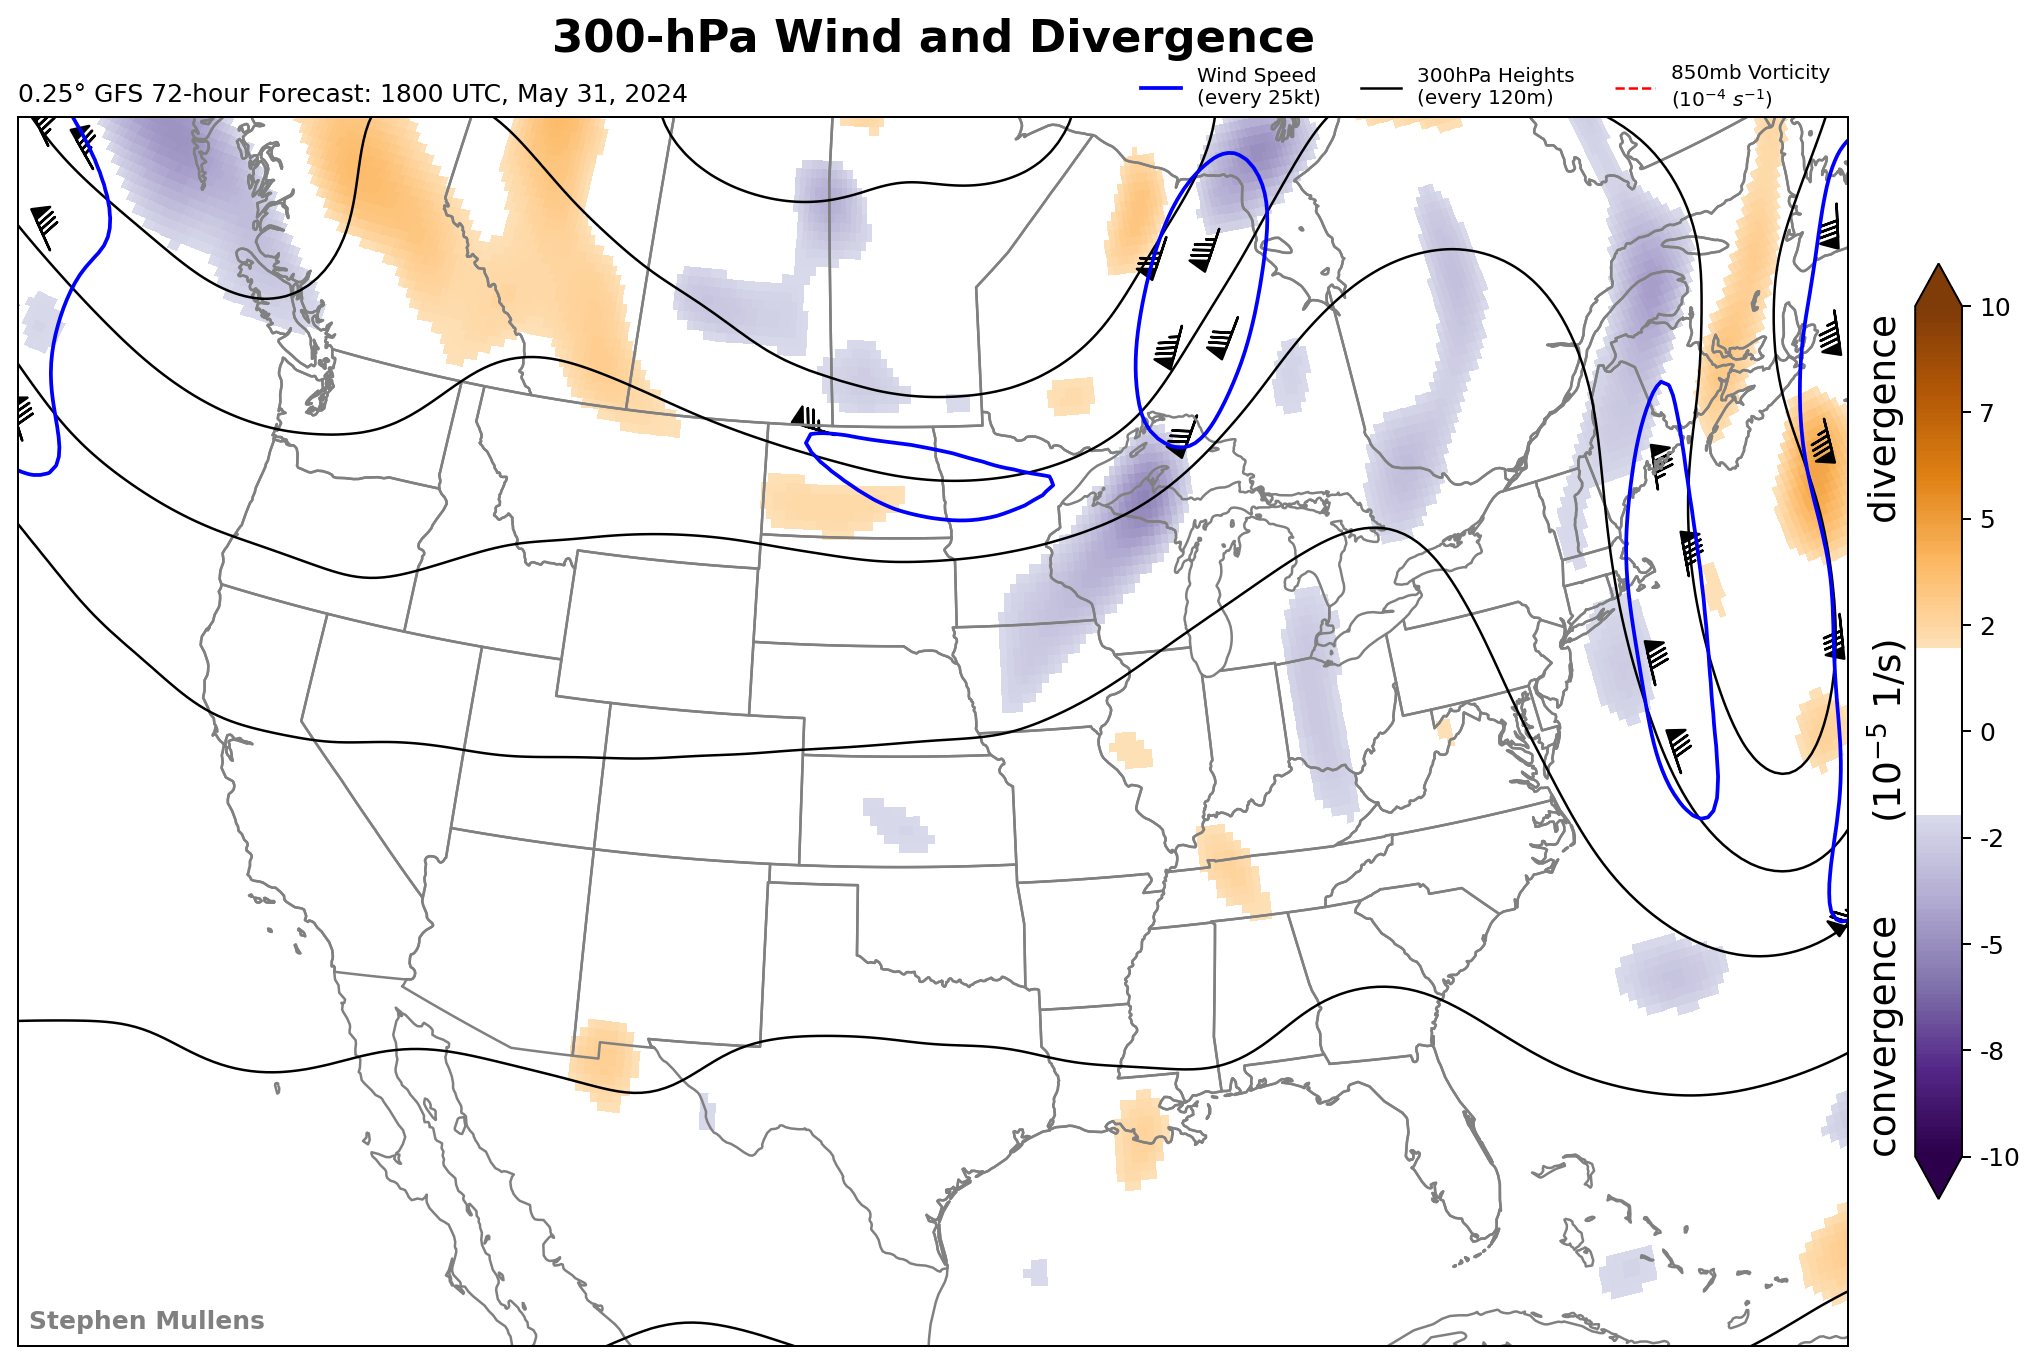 300-hPa Wind and Divergence
0.25° GFS 72-hour Forecast: 1800 UTC, May 31, 2024
Wind Speed
(every 25kt)
300hPa Heights
(every 120m)
850mb Vorticity
(10⁻⁴ s⁻¹)
10
7
5
2
0
-2
-5
-8
-10
convergence (10⁻⁵ 1/s) divergence
Stephen Mullens